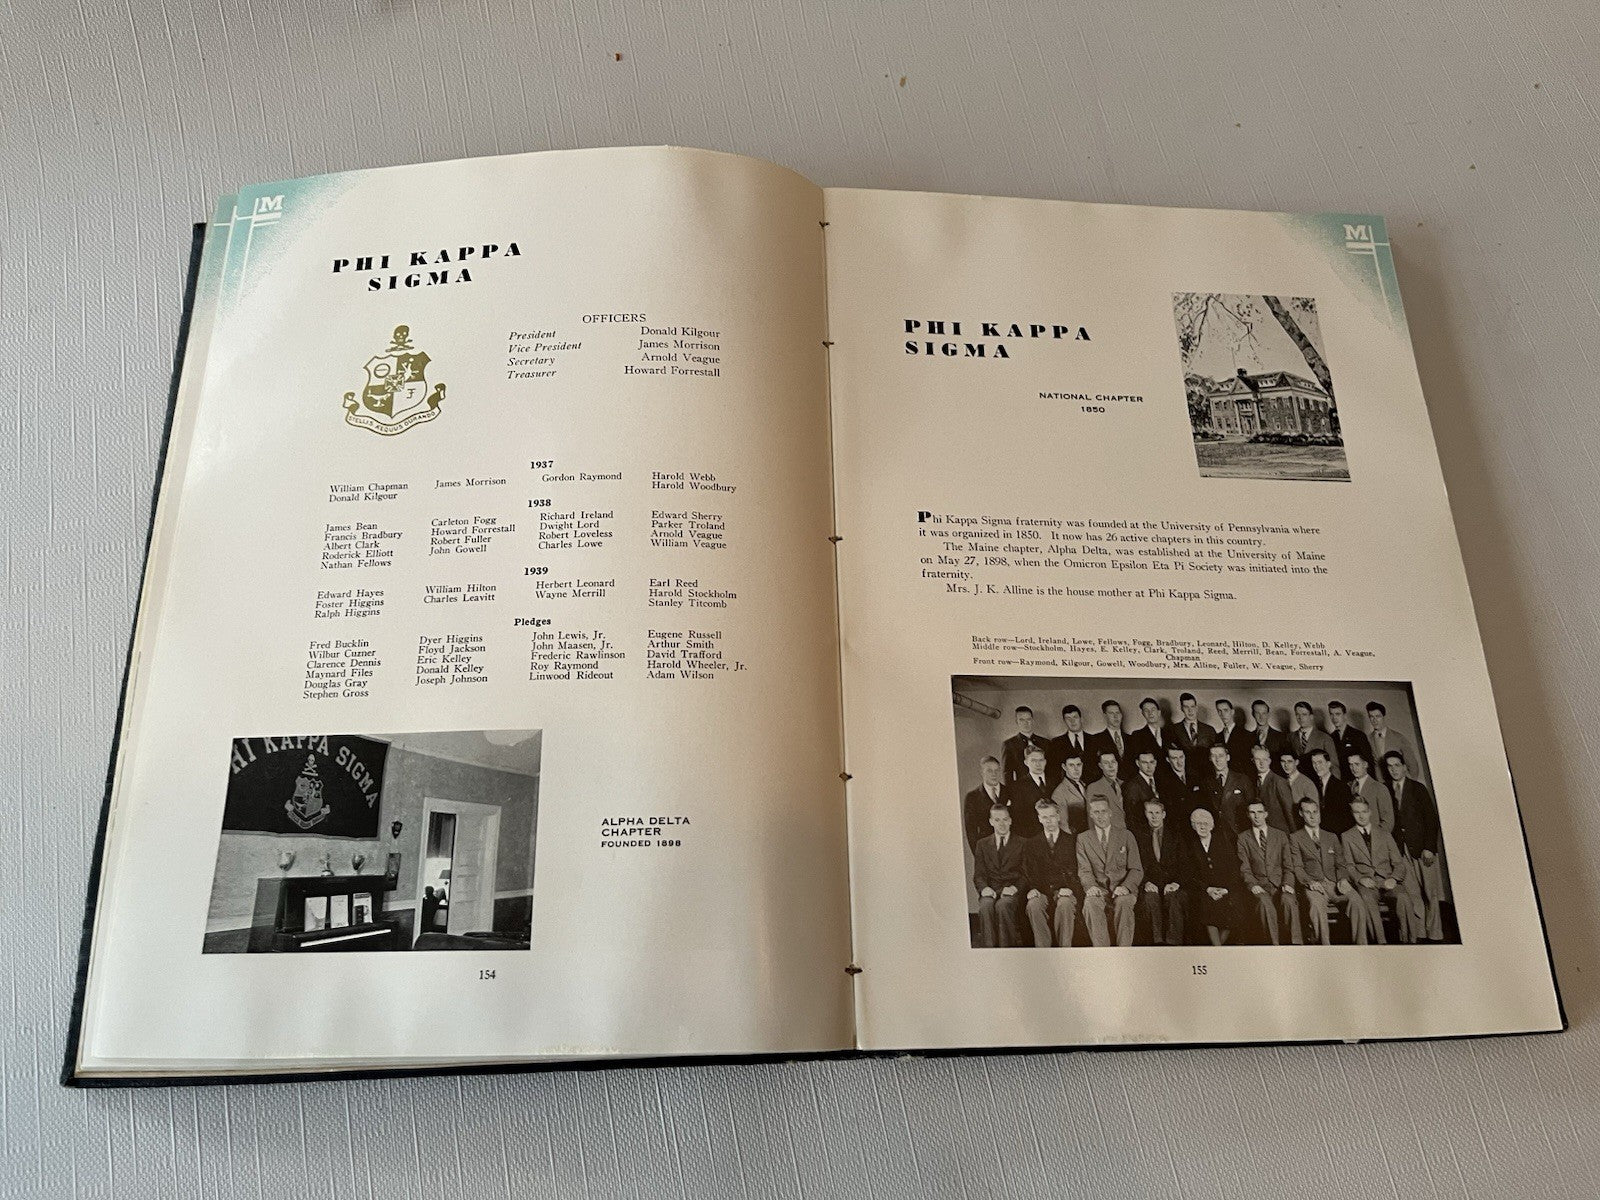 M
PHI KAPPA
SIGMA
OFFICERS
President Donald Kilgour
Vice President James Morrison
Secretary Arnold Veague
Treasurer Howard Forrestall
STELLIS AEQUUS DURANDO
1937
William Chapman James Morrison Gordon Raymond Harold Webb
Donald Kilgour Harold Woodbury
1938
James Bean Carleton Fogg Richard Ireland Edward Sherry
Francis Bradbury Howard Forrestall Dwight Lord Parker Troland
Albert Clark Robert Fuller Robert Loveless Arnold Veague
Roderick Elliott John Gowell Charles Lowe William Veague
Nathan Fellows
1939
Edward Hayes William Hilton Herbert Leonard Earl Reed
Foster Higgins Charles Leavitt Wayne Merrill Harold Stockholm
Ralph Higgins Stanley Titcomb
Pledges
Fred Bucklin Dyer Higgins John Lewis, Jr. Eugene Russell
Wilbur Cuzner Floyd Jackson John Maasen, Jr. Arthur Smith
Clarence Dennis Eric Kelley Frederic Rawlinson David Trafford
Maynard Files Donald Kelley Roy Raymond Harold Wheeler, Jr.
Douglas Gray Joseph Johnson Linwood Rideout Adam Wilson
Stephen Gross
HI KAPPA SIGMA
ALPHA DELTA
CHAPTER
FOUNDED 1898
154
M
PHI KAPPA
SIGMA
NATIONAL CHAPTER
1850
Phi Kappa Sigma fraternity was founded at the University of Pennsylvania where
it was organized in 1850. It now has 26 active chapters in this country.
The Maine chapter, Alpha Delta, was established at the University of Maine
on May 27, 1898, when the Omicron Epsilon Eta Pi Society was initiated into the
fraternity.
Mrs. J. K. Alline is the house mother at Phi Kappa Sigma.
Back row—Lord, Ireland, Lowe, Fellows, Fogg, Bradbury, Leonard, Hilton, D. Kelley, Webb
Middle row—Stockholm, Hayes, E. Kelley, Clark, Troland, Reed, Merrill, Bean, Forrestall, A. Veague,
Chapman
Front row—Raymond, Kilgour, Gowell, Woodbury, Mrs. Alline, Fuller, W. Veague, Sherry
155